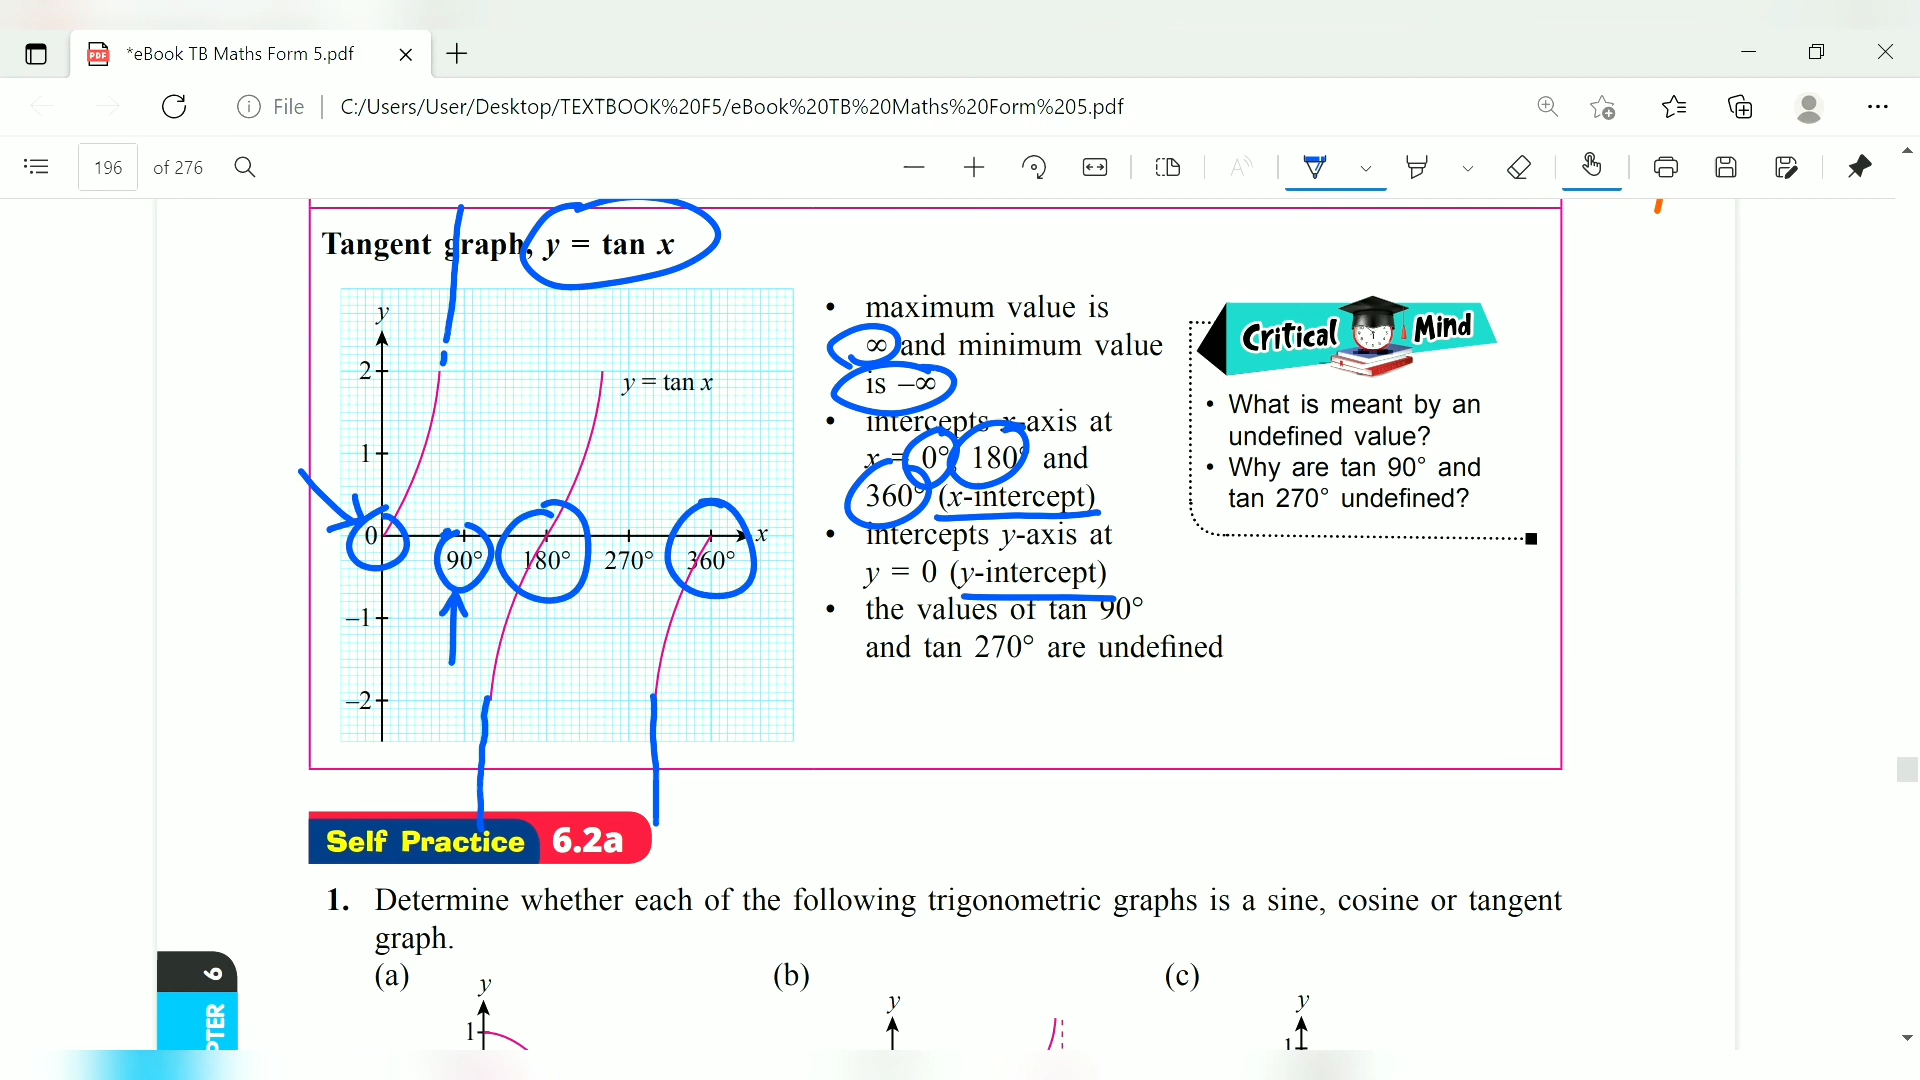 *eBook TB Maths Form 5.pdf
File
C:/Users/User/Desktop/TEXTBOOK%20F5/eBook%20TB%20Maths%20Form%205.pdf
196 of 276
Tangent graph, y = tan x
y
2
1
0
−1
−2
90° 180° 270° 360°
x
y = tan x
• maximum value is
∞ and minimum value
is −∞
• intercepts x-axis at
x = 0°, 180° and
360° (x-intercept)
• intercepts y-axis at
y = 0 (y-intercept)
• the values of tan 90°
and tan 270° are undefined
Critical Mind
• What is meant by an
undefined value?
• Why are tan 90° and
tan 270° undefined?
Self Practice 6.2a
1. Determine whether each of the following trigonometric graphs is a sine, cosine or tangent
graph.
(a) (b) (c)
y y y
1 1
6
PTER